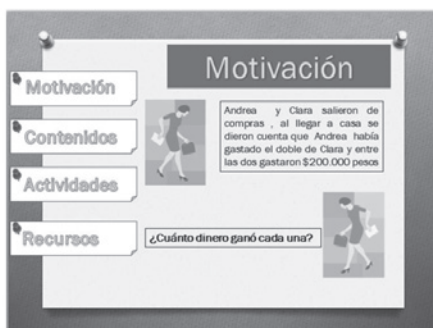 Motivación
Motivación
Contenidos
Actividades
Recursos
Andrea y Clara salieron de
compras , al llegar a casa se
dieron cuenta que Andrea había
gastado el doble de Clara y entre
las dos gastaron $200.000 pesos
¿Cuánto dinero ganó cada una?